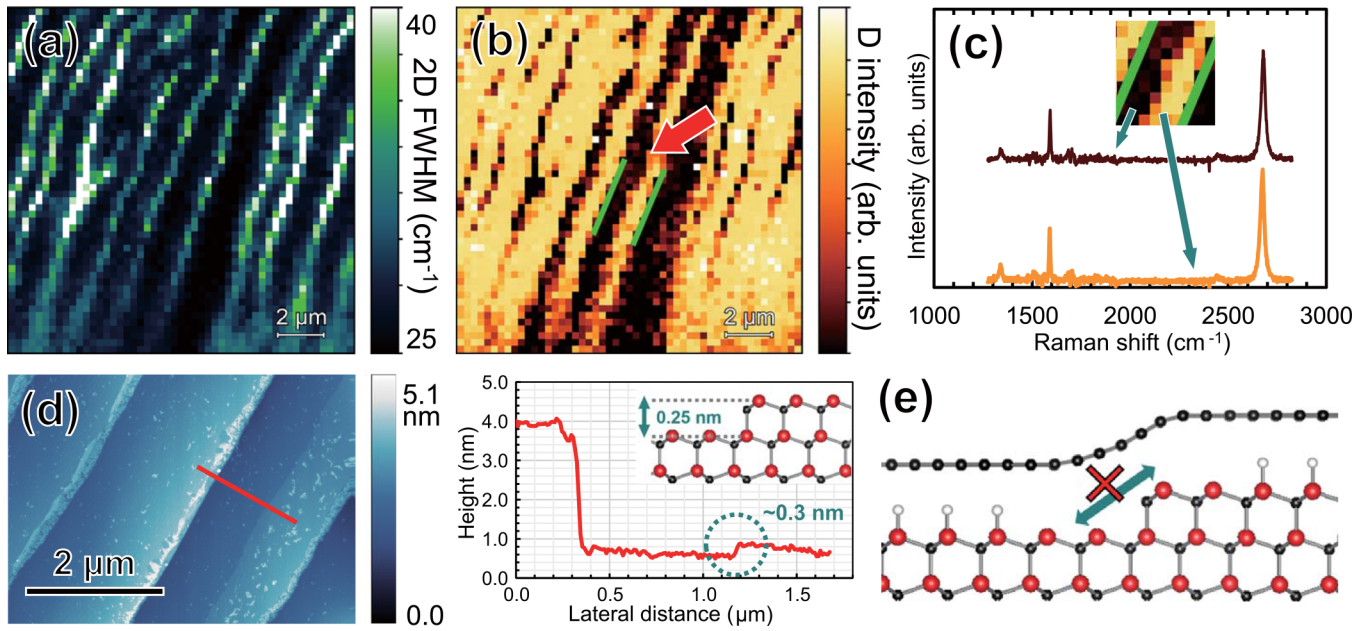 (a)
2 μm
40
2D FWHM (cm⁻¹)
25
(b)
2 μm
D intensity (arb. units)
(c)
Intensity (arb. units)
1000 1500 2000 2500 3000
Raman shift (cm⁻¹)
(d)
2 μm
5.1
nm
0.0
Height (nm)
5.0
4.0
3.0
2.0
1.0
0.0
0.25 nm
~0.3 nm
0.0 0.5 1.0 1.5
Lateral distance (μm)
(e)